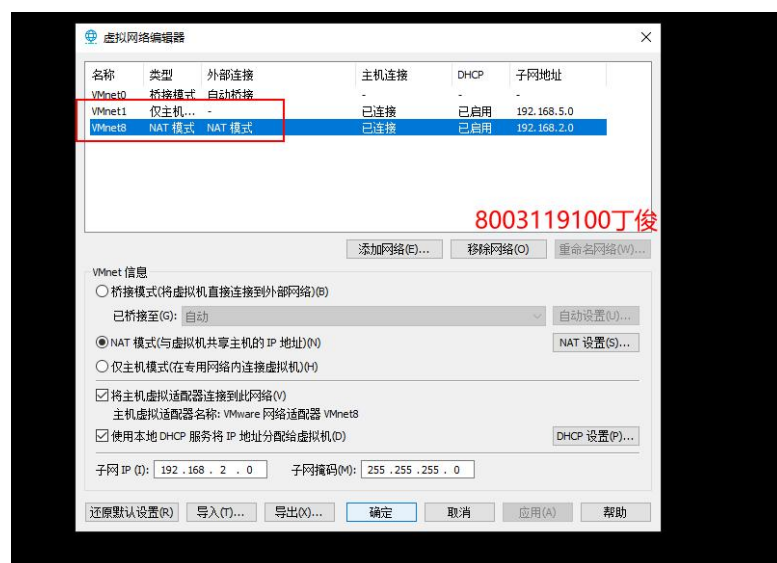 虚拟网络编辑器
名称 类型 外部连接 主机连接 DHCP 子网地址
VMnet0 桥接模式 自动桥接 - - -
VMnet1 仅主机... - 已连接 已启用 192.168.5.0
VMnet8 NAT 模式 NAT 模式 已连接 已启用 192.168.2.0
8003119100丁俊
添加网络(E)... 移除网络(O) 重命名网络(W)...
VMnet 信息
桥接模式(将虚拟机直接连接到外部网络)(B)
已桥接至(G): 自动 自动设置(U)...
NAT 模式(与虚拟机共享主机的 IP 地址)(N) NAT 设置(S)...
仅主机模式(在专用网络内连接虚拟机)(H)
将主机虚拟适配器连接到此网络(V)
主机虚拟适配器名称: VMware 网络适配器 VMnet8
使用本地 DHCP 服务将 IP 地址分配给虚拟机(D) DHCP 设置(P)...
子网 IP (I): 192 . 168 . 2 . 0 子网掩码(M): 255 . 255 . 255 . 0
还原默认设置(R) 导入(T)... 导出(X)... 确定 取消 应用(A) 帮助